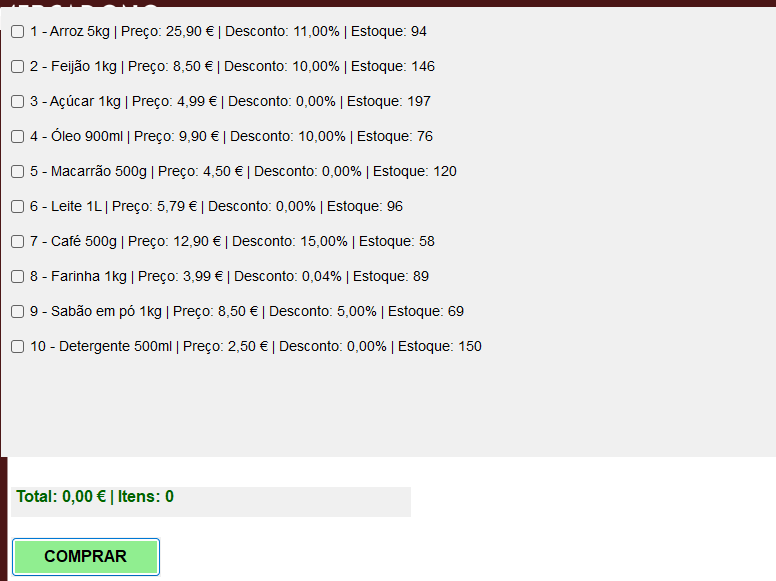 1 - Arroz 5kg | Preço: 25,90 € | Desconto: 11,00% | Estoque: 94
2 - Feijão 1kg | Preço: 8,50 € | Desconto: 10,00% | Estoque: 146
3 - Açúcar 1kg | Preço: 4,99 € | Desconto: 0,00% | Estoque: 197
4 - Óleo 900ml | Preço: 9,90 € | Desconto: 10,00% | Estoque: 76
5 - Macarrão 500g | Preço: 4,50 € | Desconto: 0,00% | Estoque: 120
6 - Leite 1L | Preço: 5,79 € | Desconto: 0,00% | Estoque: 96
7 - Café 500g | Preço: 12,90 € | Desconto: 15,00% | Estoque: 58
8 - Farinha 1kg | Preço: 3,99 € | Desconto: 0,04% | Estoque: 89
9 - Sabão em pó 1kg | Preço: 8,50 € | Desconto: 5,00% | Estoque: 69
10 - Detergente 500ml | Preço: 2,50 € | Desconto: 0,00% | Estoque: 150
Total: 0,00 € | Itens: 0
COMPRAR